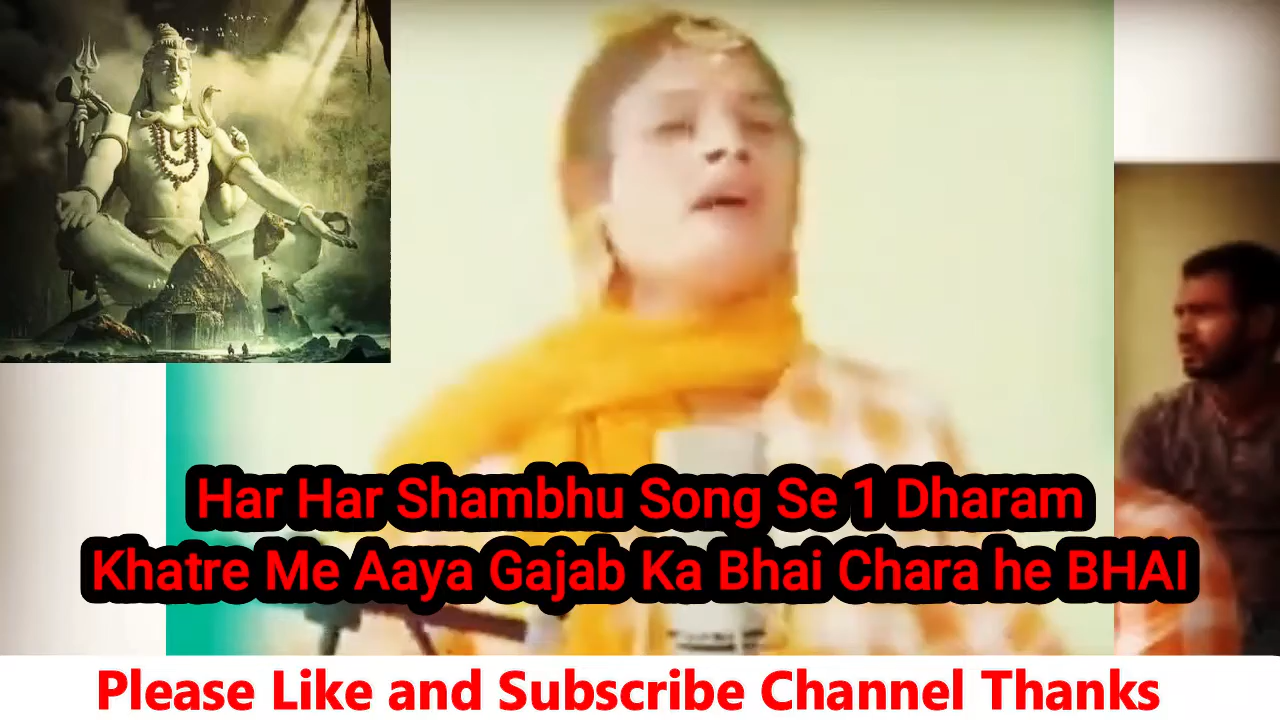 Har Har Shambhu Song Se 1 Dharam
Khatre Me Aaya Gajab Ka Bhai Chara he BHAI
Please Like and Subscribe Channel Thanks